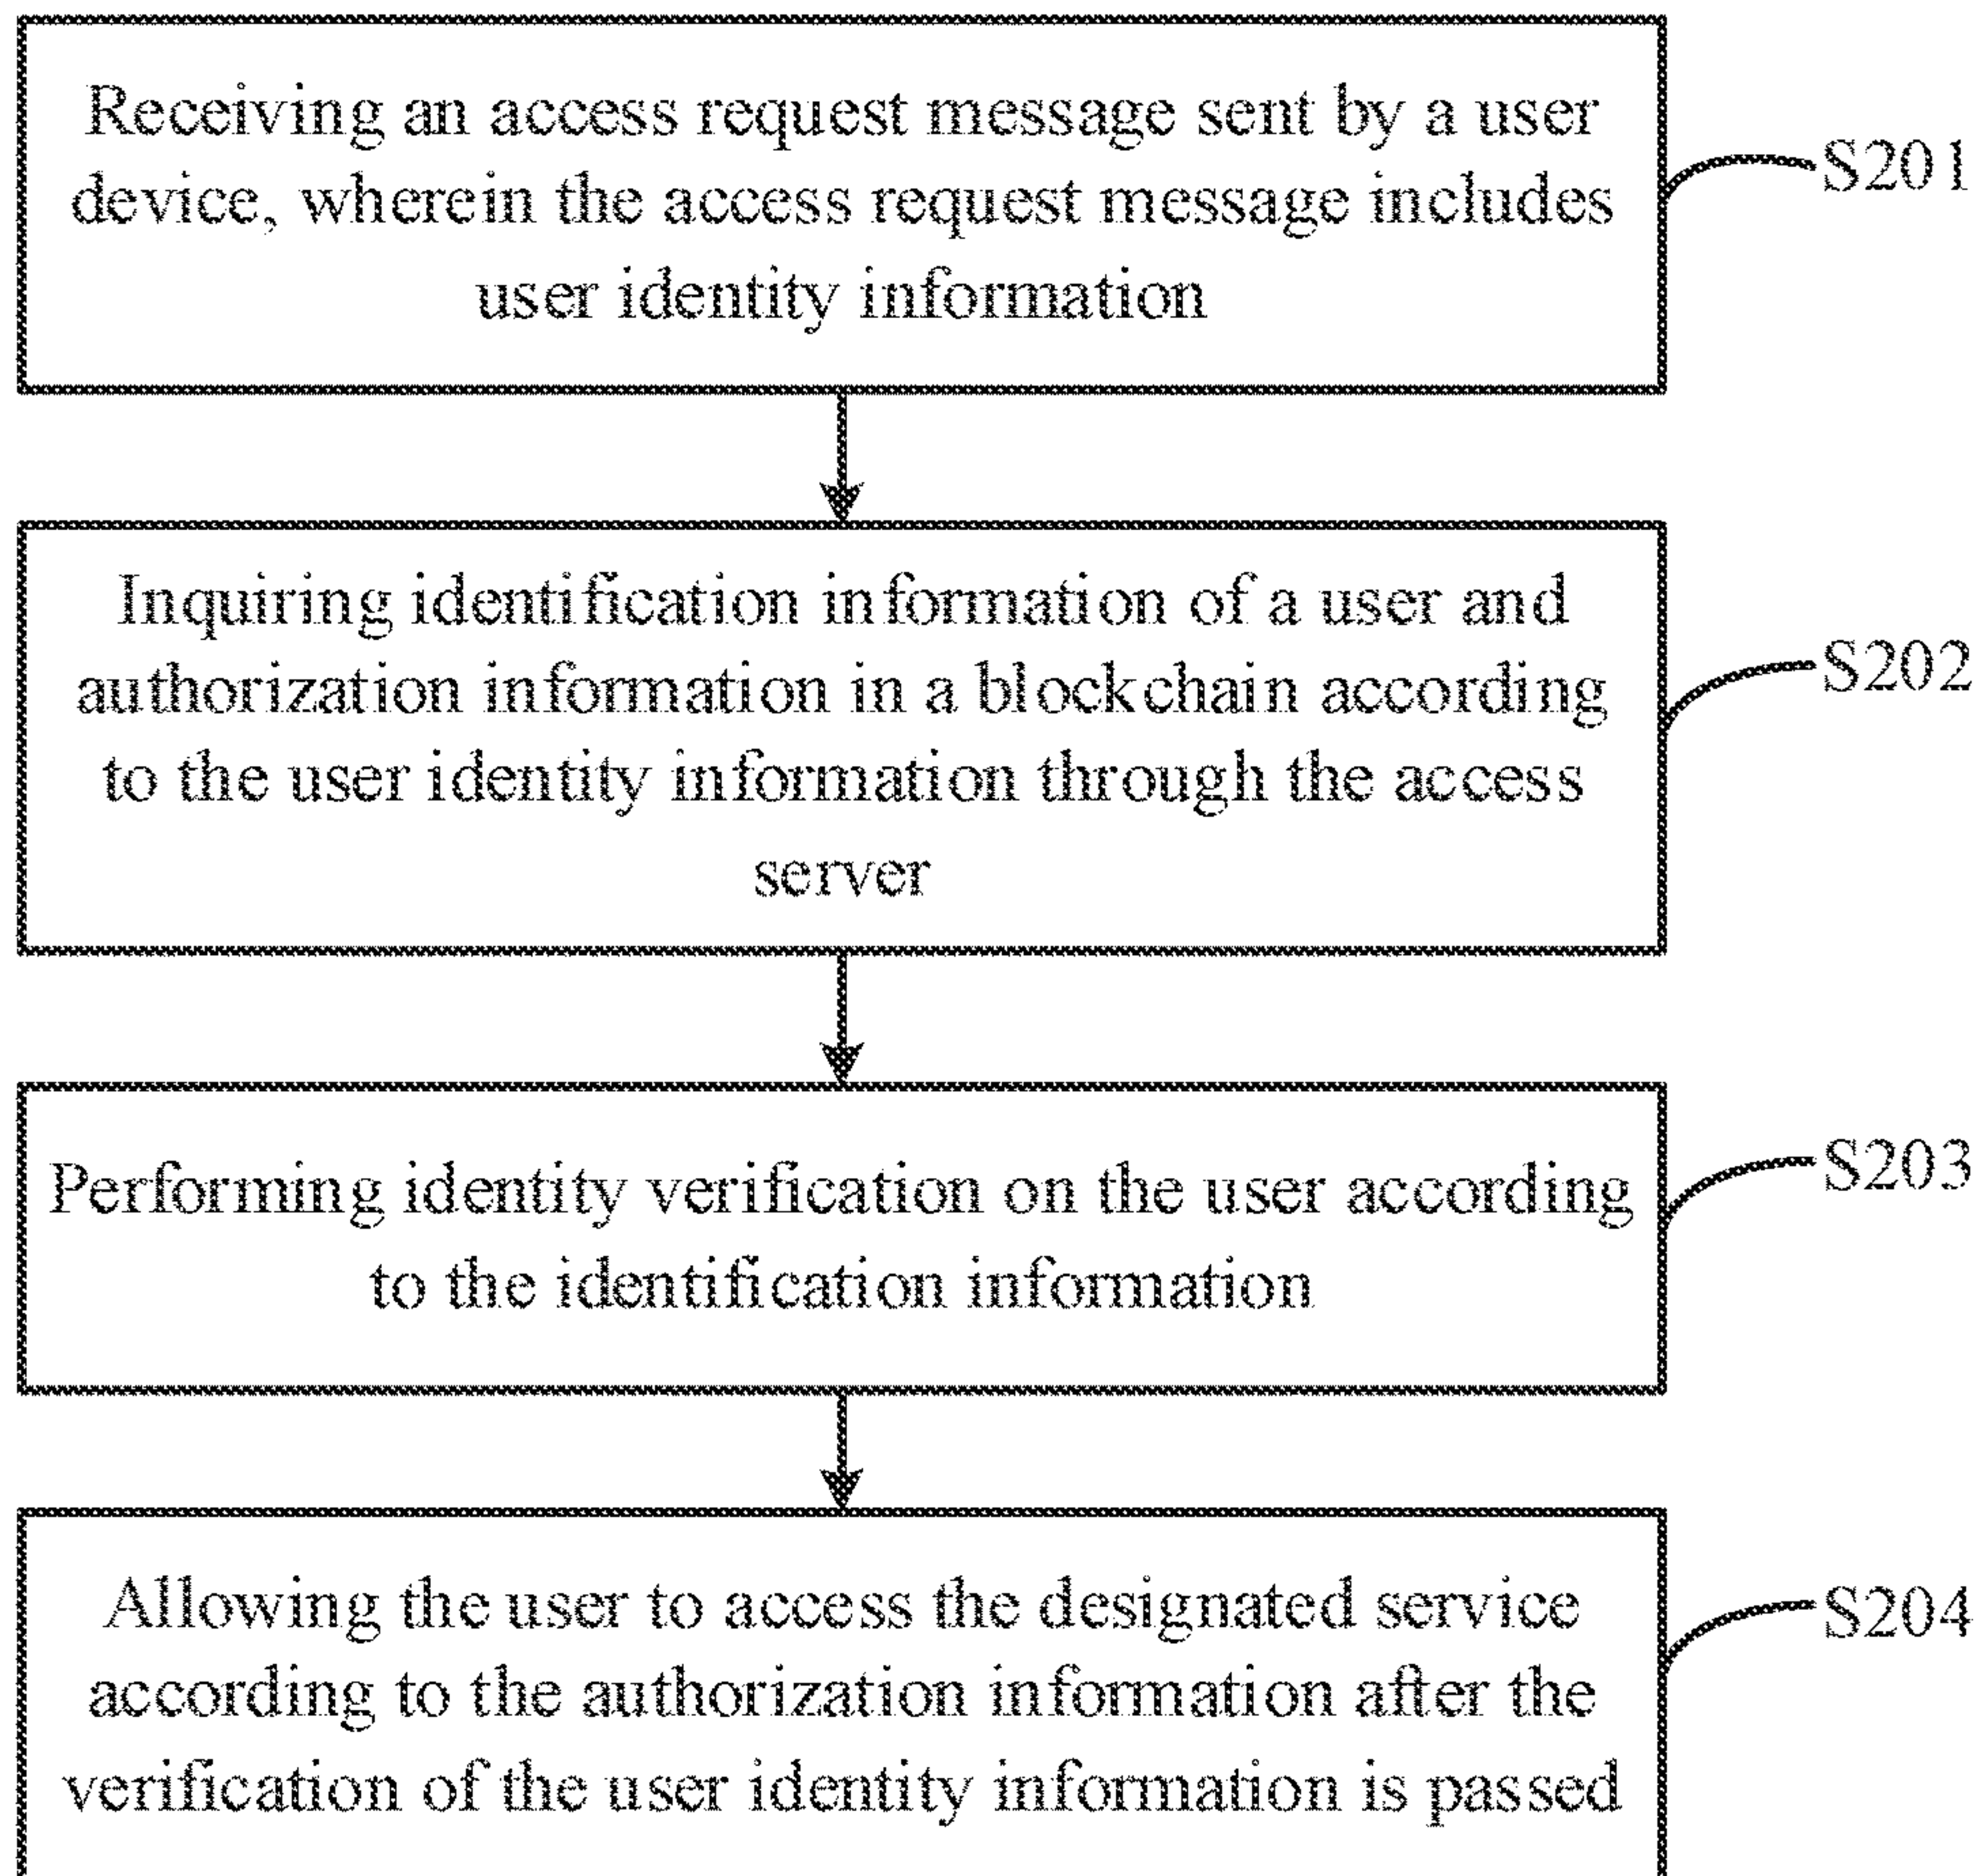 Receiving an access request message sent by a user
device, wherein the access request message includes
user identity information
S201
Inquiring identification information of a user and
authorization information in a blockchain according
to the user identity information through the access
server
S202
Performing identity verification on the user according
to the identification information
S203
Allowing the user to access the designated service
according to the authorization information after the
verification of the user identity information is passed
S204